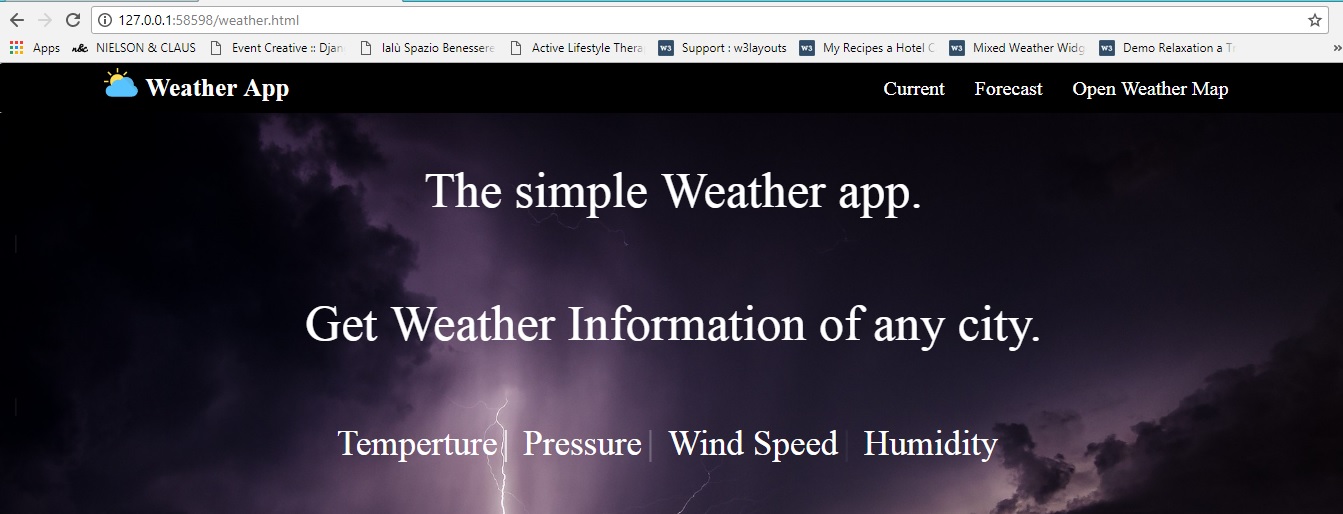 127.0.0.1:58598/weather.html
Apps n&c NIELSON & CLAUS Event Creative :: Djan Ialù Spazio Benessere Active Lifestyle Thera W3 Support : w3layouts W3 My Recipes a Hotel C W3 Mixed Weather Widg W3 Demo Relaxation a Tr »
Weather App Current Forecast Open Weather Map
The simple Weather app.
Get Weather Information of any city.
Temperture| Pressure| Wind Speed| Humidity